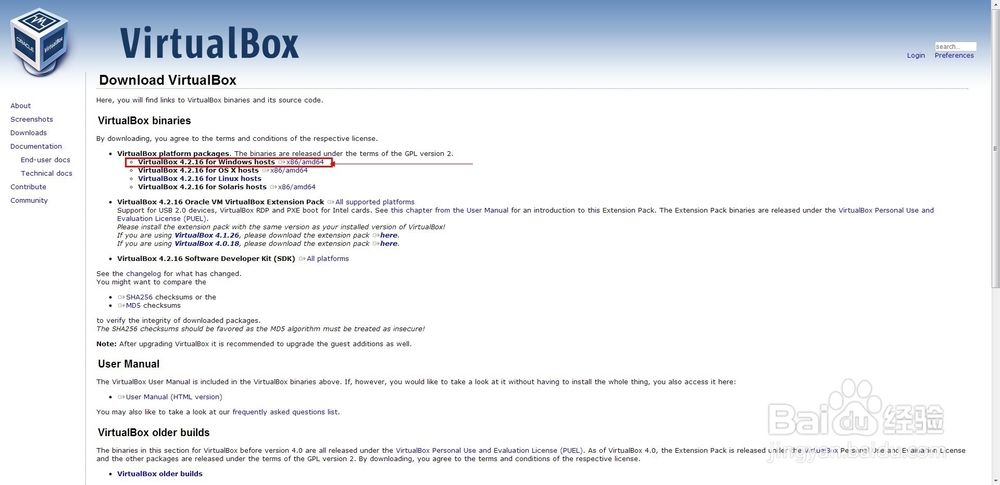 VirtualBox
search...
Login Preferences
About
Screenshots
Downloads
Documentation
End-user docs
Technical docs
Contribute
Community
Download VirtualBox
Here, you will find links to VirtualBox binaries and its source code.
VirtualBox binaries
By downloading, you agree to the terms and conditions of the respective license.
• VirtualBox platform packages. The binaries are released under the terms of the GPL version 2.
VirtualBox 4.2.16 for Windows hosts x86/amd64
VirtualBox 4.2.16 for OS X hosts x86/amd64
VirtualBox 4.2.16 for Linux hosts
VirtualBox 4.2.16 for Solaris hosts x86/amd64
• VirtualBox 4.2.16 Oracle VM VirtualBox Extension Pack All supported platforms
Support for USB 2.0 devices, VirtualBox RDP and PXE boot for Intel cards. See this chapter from the User Manual for an introduction to this Extension Pack. The Extension Pack binaries are released under the VirtualBox Personal Use and
Evaluation License (PUEL).
Please install the extension pack with the same version as your installed version of VirtualBox!
If you are using VirtualBox 4.1.26, please download the extension pack here.
If you are using VirtualBox 4.0.18, please download the extension pack here.
• VirtualBox 4.2.16 Software Developer Kit (SDK) All platforms
See the changelog for what has changed.
You might want to compare the
• SHA256 checksums or the
• MD5 checksums
to verify the integrity of downloaded packages.
The SHA256 checksums should be favored as the MD5 algorithm must be treated as insecure!
Note: After upgrading VirtualBox it is recommended to upgrade the guest additions as well.
User Manual
The VirtualBox User Manual is included in the VirtualBox binaries above. If, however, you would like to take a look at it without having to install the whole thing, you also access it here:
• User Manual (HTML version)
You may also like to take a look at our frequently asked questions list.
VirtualBox older builds
The binaries in this section for VirtualBox before version 4.0 are all released under the VirtualBox Personal Use and Evaluation License (PUEL). As of VirtualBox 4.0, the Extension Pack is released under the VirtualBox Personal Use and Evaluation License
and the other packages are released under the terms of the GPL version 2. By downloading, you agree to the terms and conditions of the respective license.
• VirtualBox older builds
Baidu 经验
jingyan.baidu.com